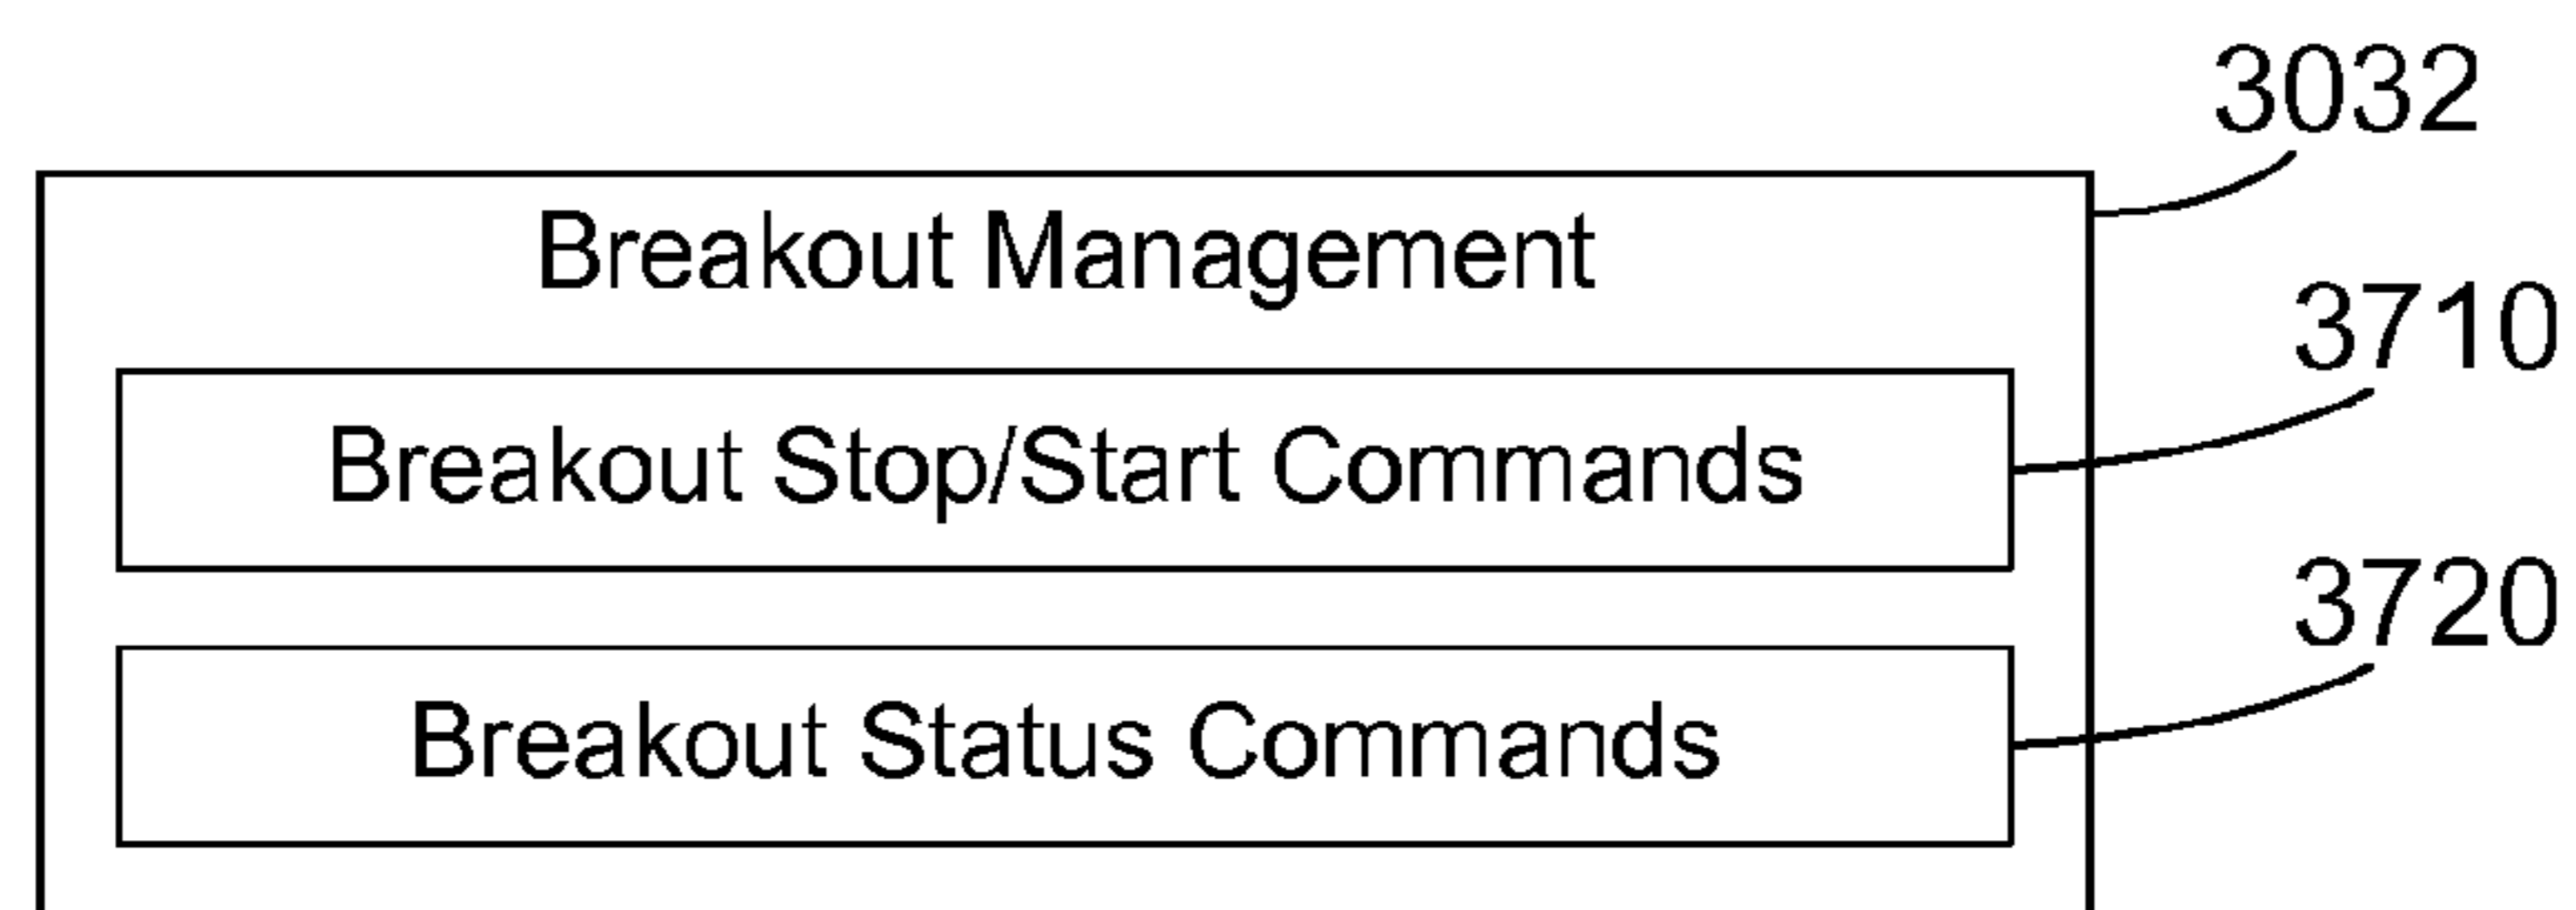 3032
Breakout Management
3710
Breakout Stop/Start Commands
3720
Breakout Status Commands